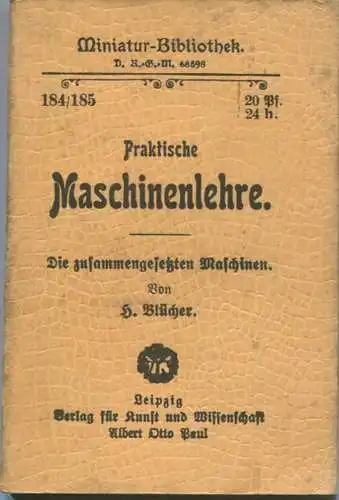 Miniatur-Bibliothek.
D. R.-G.-M. 68698
184/185
20 Pf.
24 h.
Praktische
Maschinenlehre.
Die zusammengesetzten Maschinen.
Von
H. Blücher.
Leipzig
Verlag für Kunst und Wissenschaft
Albert Otto Paul